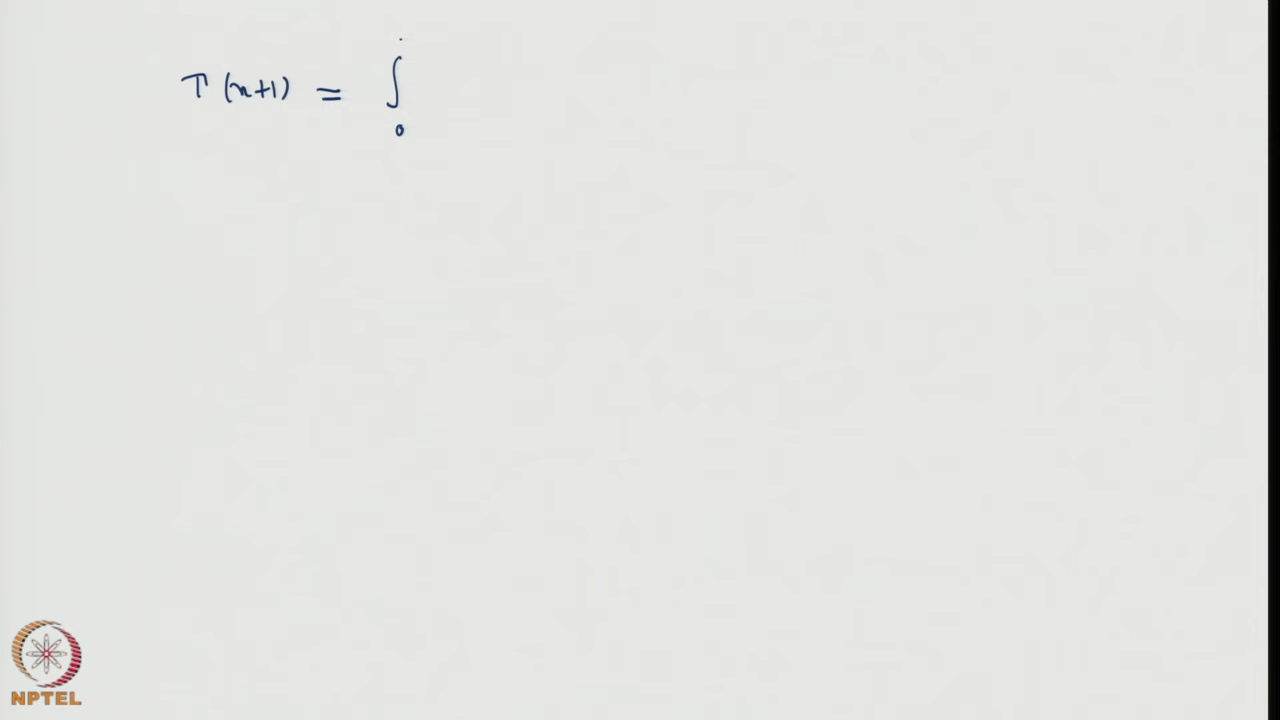 Γ(n+1) = ∫₀
NPTEL